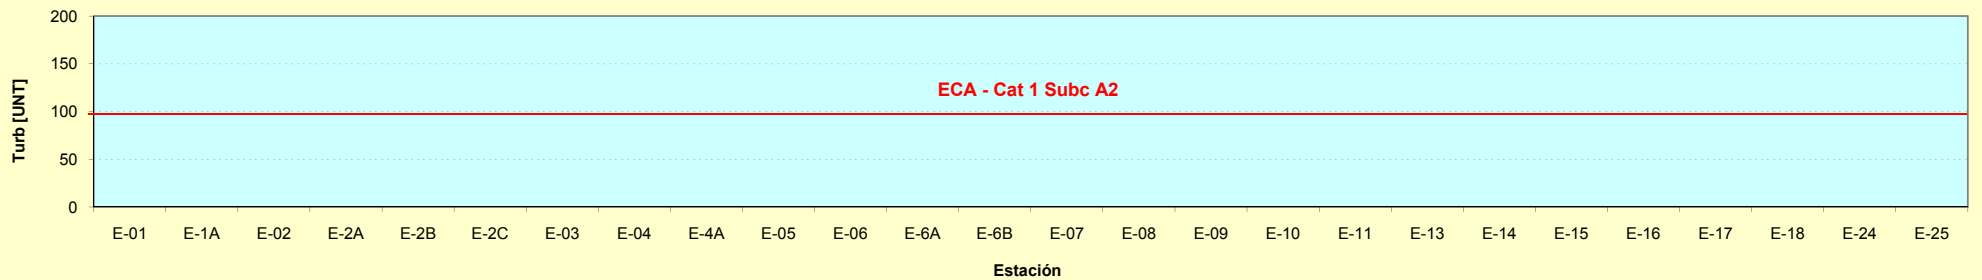 200
150
100
50
0
Turb [UNT]
ECA - Cat 1 Subc A2
E-01 E-1A E-02 E-2A E-2B E-2C E-03 E-04 E-4A E-05 E-06 E-6A E-6B E-07 E-08 E-09 E-10 E-11 E-13 E-14 E-15 E-16 E-17 E-18 E-24 E-25
Estación